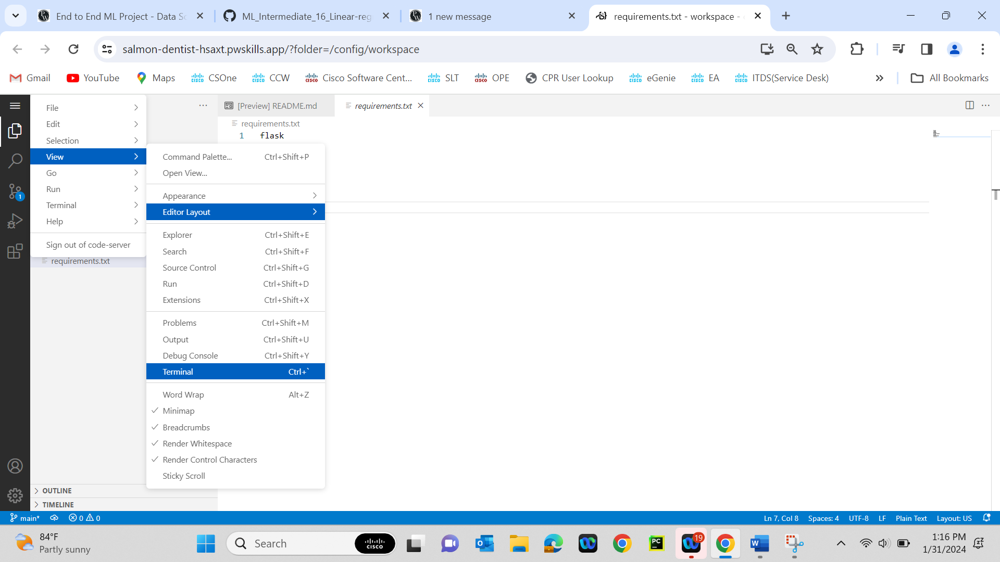 End to End ML Project - Data Sc
ML_Intermediate_16_Linear-reg
1 new message
requirements.txt - workspace -
salmon-dentist-hsaxt.pwskills.app/?folder=/config/workspace
Gmail
YouTube
Maps
CSOne
CCW
Cisco Software Cent...
SLT
OPE
CPR User Lookup
eGenie
EA
ITDS(Service Desk)
All Bookmarks
File
Edit
Selection
View
Go
Run
Terminal
Help
Sign out of code-server
requirements.txt
[Preview] README.md
requirements.txt
requirements.txt
1 flask
Command Palette... Ctrl+Shift+P
Open View...
Appearance
Editor Layout
Explorer Ctrl+Shift+E
Search Ctrl+Shift+F
Source Control Ctrl+Shift+G
Run Ctrl+Shift+D
Extensions Ctrl+Shift+X
Problems Ctrl+Shift+M
Output Ctrl+Shift+U
Debug Console Ctrl+Shift+Y
Terminal Ctrl+`
Word Wrap Alt+Z
Minimap
Breadcrumbs
Render Whitespace
Render Control Characters
Sticky Scroll
OUTLINE
TIMELINE
1
main*
0 0
Ln 7, Col 8
Spaces: 4
UTF-8
LF
Plain Text
Layout: US
84°F
Partly sunny
Search
CISCO
PC
19
1:16 PM
1/31/2024